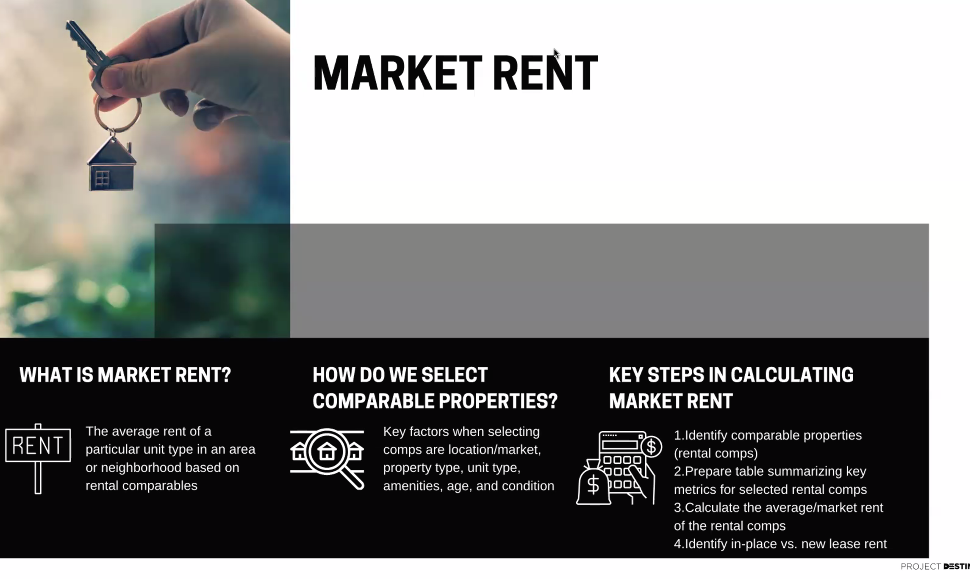 MARKET RENT
WHAT IS MARKET RENT?
RENT
The average rent of a
particular unit type in an area
or neighborhood based on
rental comparables
HOW DO WE SELECT
COMPARABLE PROPERTIES?
Key factors when selecting
comps are location/market,
property type, unit type,
amenities, age, and condition
KEY STEPS IN CALCULATING
MARKET RENT
$
$
1.Identify comparable properties
(rental comps)
2.Prepare table summarizing key
metrics for selected rental comps
3.Calculate the average/market rent
of the rental comps
4.Identify in-place vs. new lease rent
PROJECT DESTIN